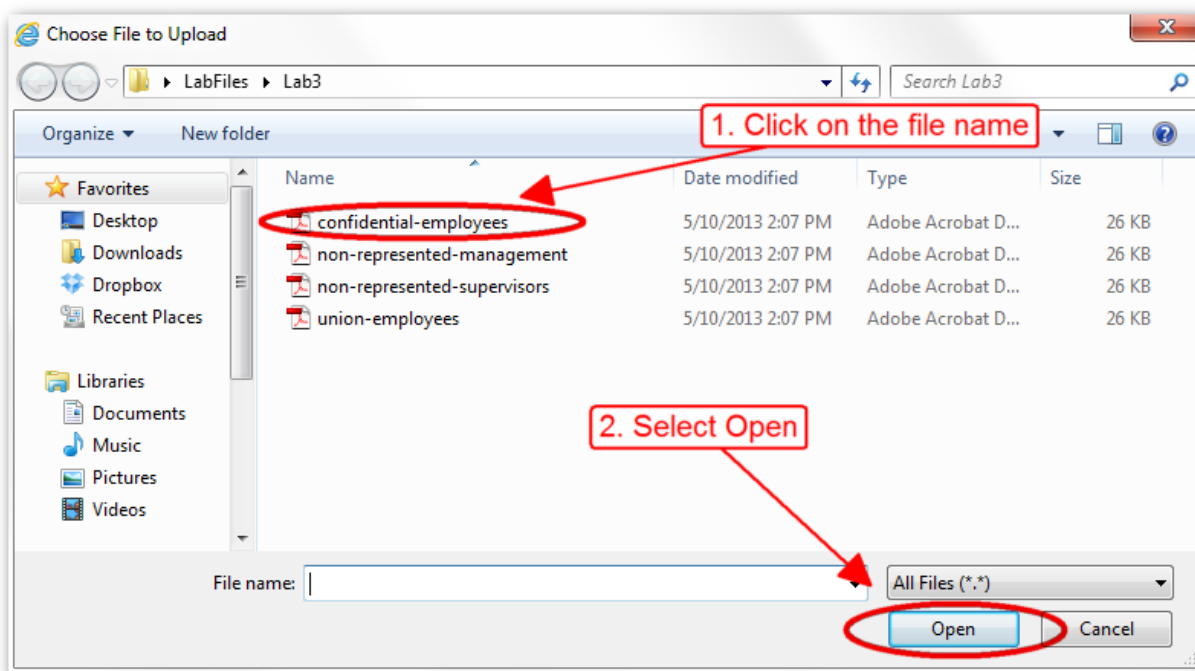 Choose File to Upload
LabFiles Lab3
Search Lab3
Organize New folder
1. Click on the file name
Name Date modified Type Size
Favorites
Desktop
Downloads
Dropbox
Recent Places
confidential-employees 5/10/2013 2:07 PM Adobe Acrobat D... 26 KB
non-represented-management 5/10/2013 2:07 PM Adobe Acrobat D... 26 KB
non-represented-supervisors 5/10/2013 2:07 PM Adobe Acrobat D... 26 KB
union-employees 5/10/2013 2:07 PM Adobe Acrobat D... 26 KB
Libraries
Documents
Music
Pictures
Videos
2. Select Open
File name: All Files (*.*)
Open Cancel